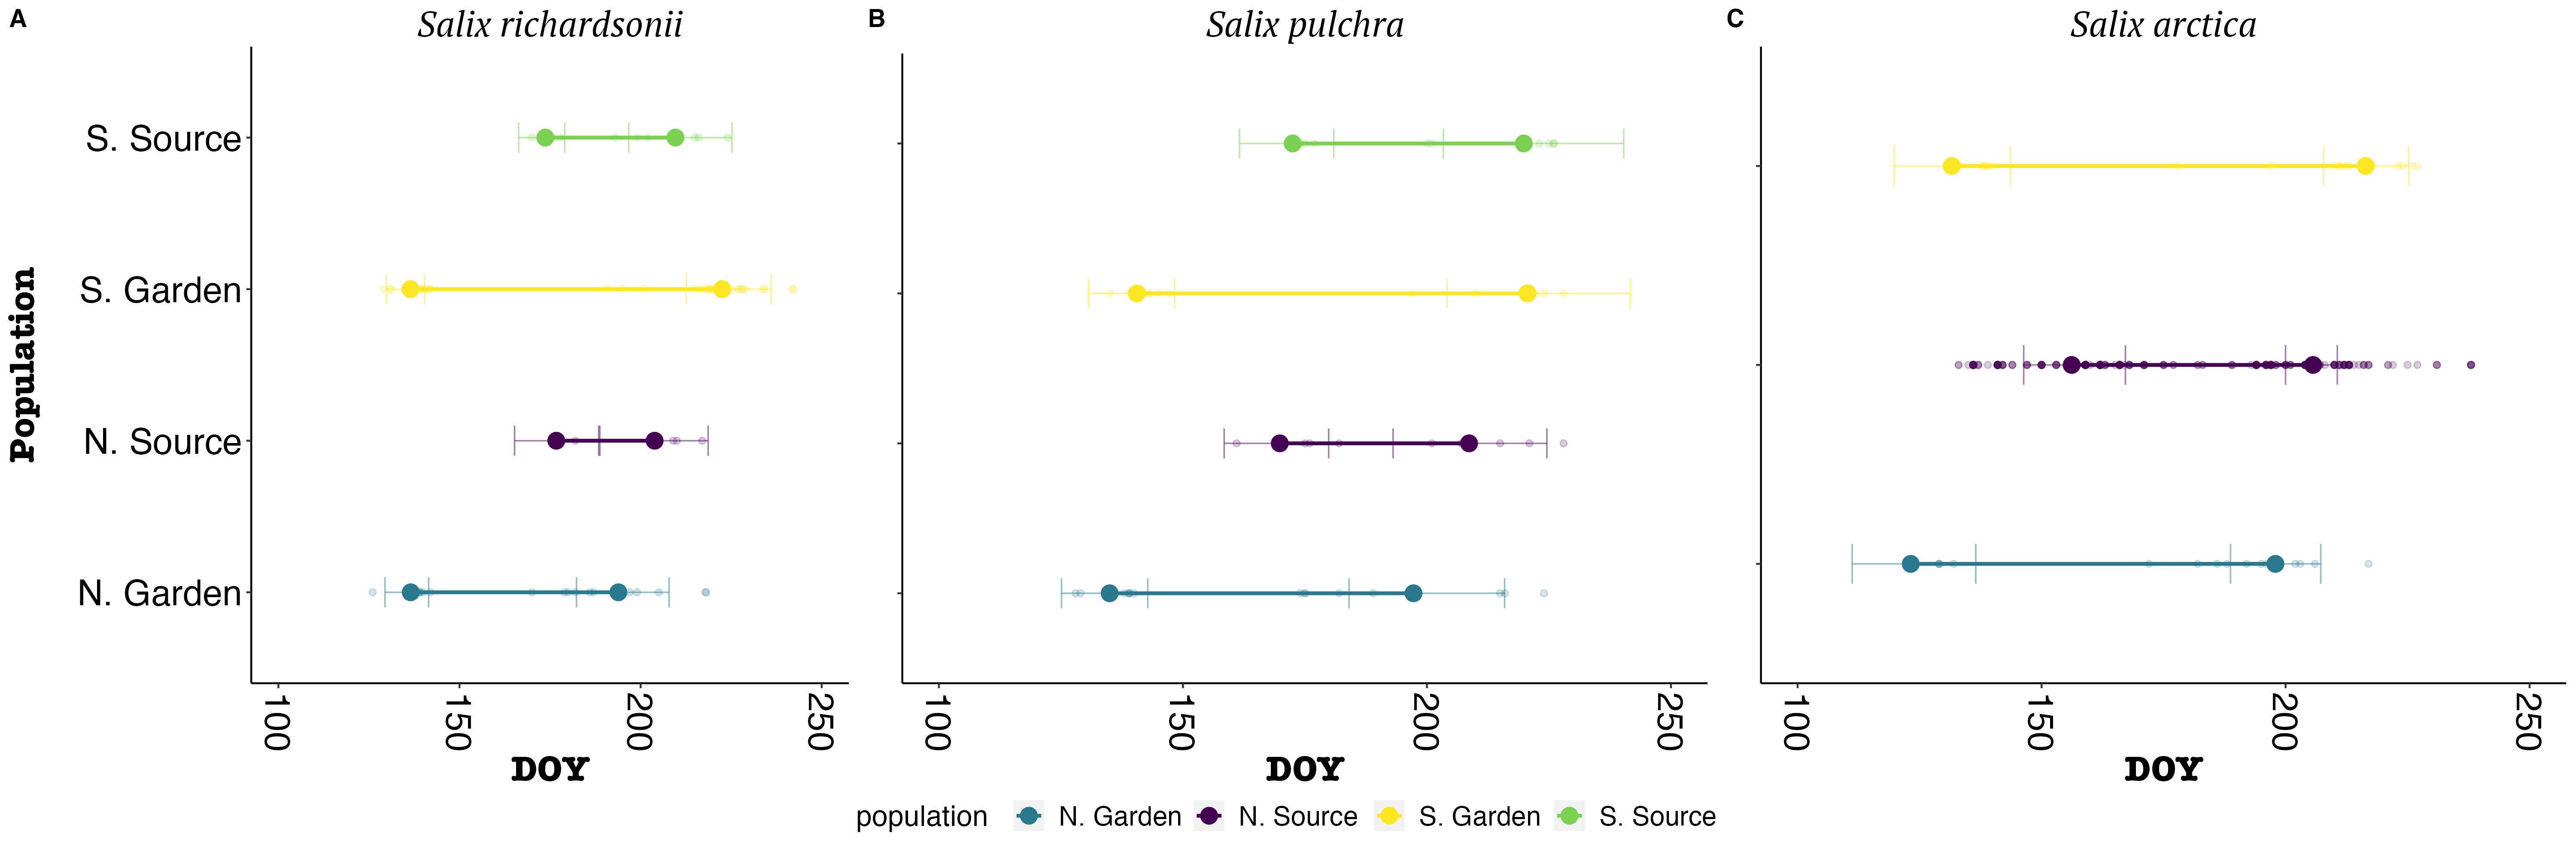 A
Salix richardsonii
B
Salix pulchra
C
Salix arctica
Population
S. Source
S. Garden
N. Source
N. Garden
100 150 200 250
100 150 200 250
100 150 200 250
DOY
DOY
DOY
population N. Garden N. Source S. Garden S. Source